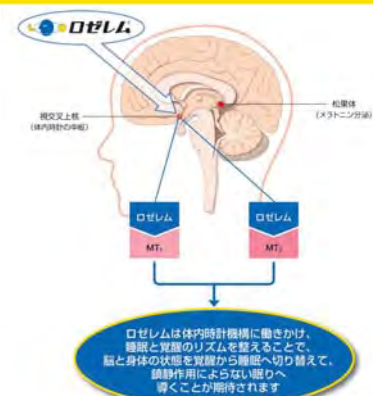 ロゼレム
視交叉上核
(体内時計の中枢)
松果体
(メラトニン分泌)
ロゼレム
MT₁
ロゼレム
MT₂
ロゼレムは体内時計機構に働きかけ、
睡眠と覚醒のリズムを整えることで、
脳と身体の状態を覚醒から睡眠へ切り替えて、
鎮静作用によらない眠りへ
導くことが期待されます